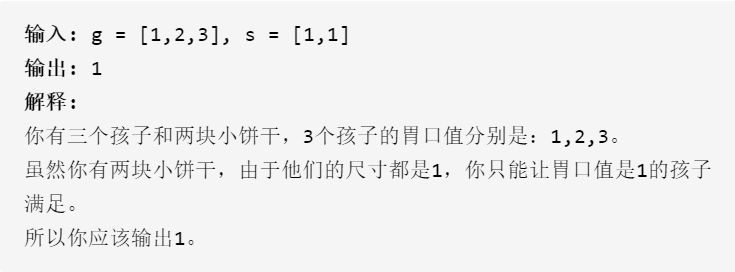 输入: g = [1,2,3], s = [1,1]
输出: 1
解释:
你有三个孩子和两块小饼干，3个孩子的胃口值分别是：1,2,3。
虽然你有两块小饼干，由于他们的尺寸都是1，你只能让胃口值是1的孩子
满足。
所以你应该输出1。